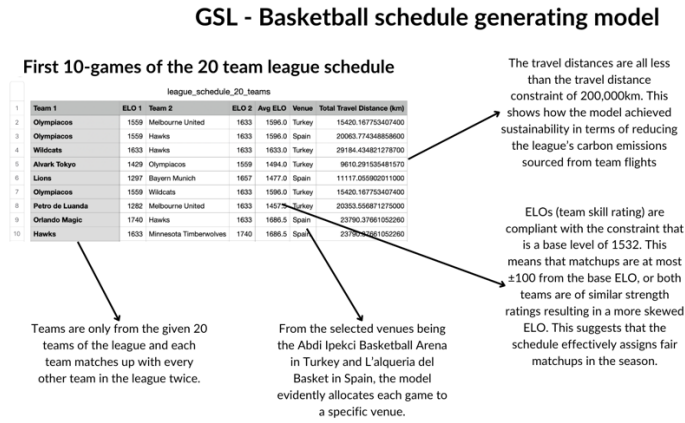 GSL - Basketball schedule generating model
First 10-games of the 20 team league schedule
league_schedule_20_teams
1 Team 1 ELO 1 Team 2 ELO 2 Avg ELO Venue Total Travel Distance (km)
2 Olympiacos 1559 Melbourne United 1633 1596.0 Turkey 15420.167753407400
3 Olympiacos 1559 Hawks 1633 1596.0 Spain 20063.774348858600
4 Wildcats 1633 Hawks 1633 1633.0 Turkey 29184.434821278700
5 Alvark Tokyo 1429 Olympiacos 1559 1494.0 Turkey 9610.291535481570
6 Lions 1297 Bayern Munich 1657 1477.0 Spain 11117.055902011000
7 Olympiacos 1559 Wildcats 1633 1596.0 Turkey 15420.167753407400
8 Petro de Luanda 1282 Melbourne United 1633 Turkey 20353.556871275000
9 Orlando Magic 1740 Hawks 1633 1686.5 Spain 23790.37661052260
10 Hawks 1633 Minnesota Timberwolves 1740 1686.5 Spain 23790.37661052260
The travel distances are all less
than the travel distance
constraint of 200,000km. This
shows how the model achieved
sustainability in terms of reducing
the league's carbon emissions
sourced from team flights
ELOs (team skill rating) are
compliant with the constraint that
is a base level of 1532. This
means that matchups are at most
±100 from the base ELO, or both
teams are of similar strength
ratings resulting in a more skewed
ELO. This suggests that the
schedule effectively assigns fair
matchups in the season.
Teams are only from the given 20
teams of the league and each
team matches up with every
other team in the league twice.
From the selected venues being
the Abdi Ipekci Basketball Arena
in Turkey and L'alqueria del
Basket in Spain, the model
evidently allocates each game to
a specific venue.